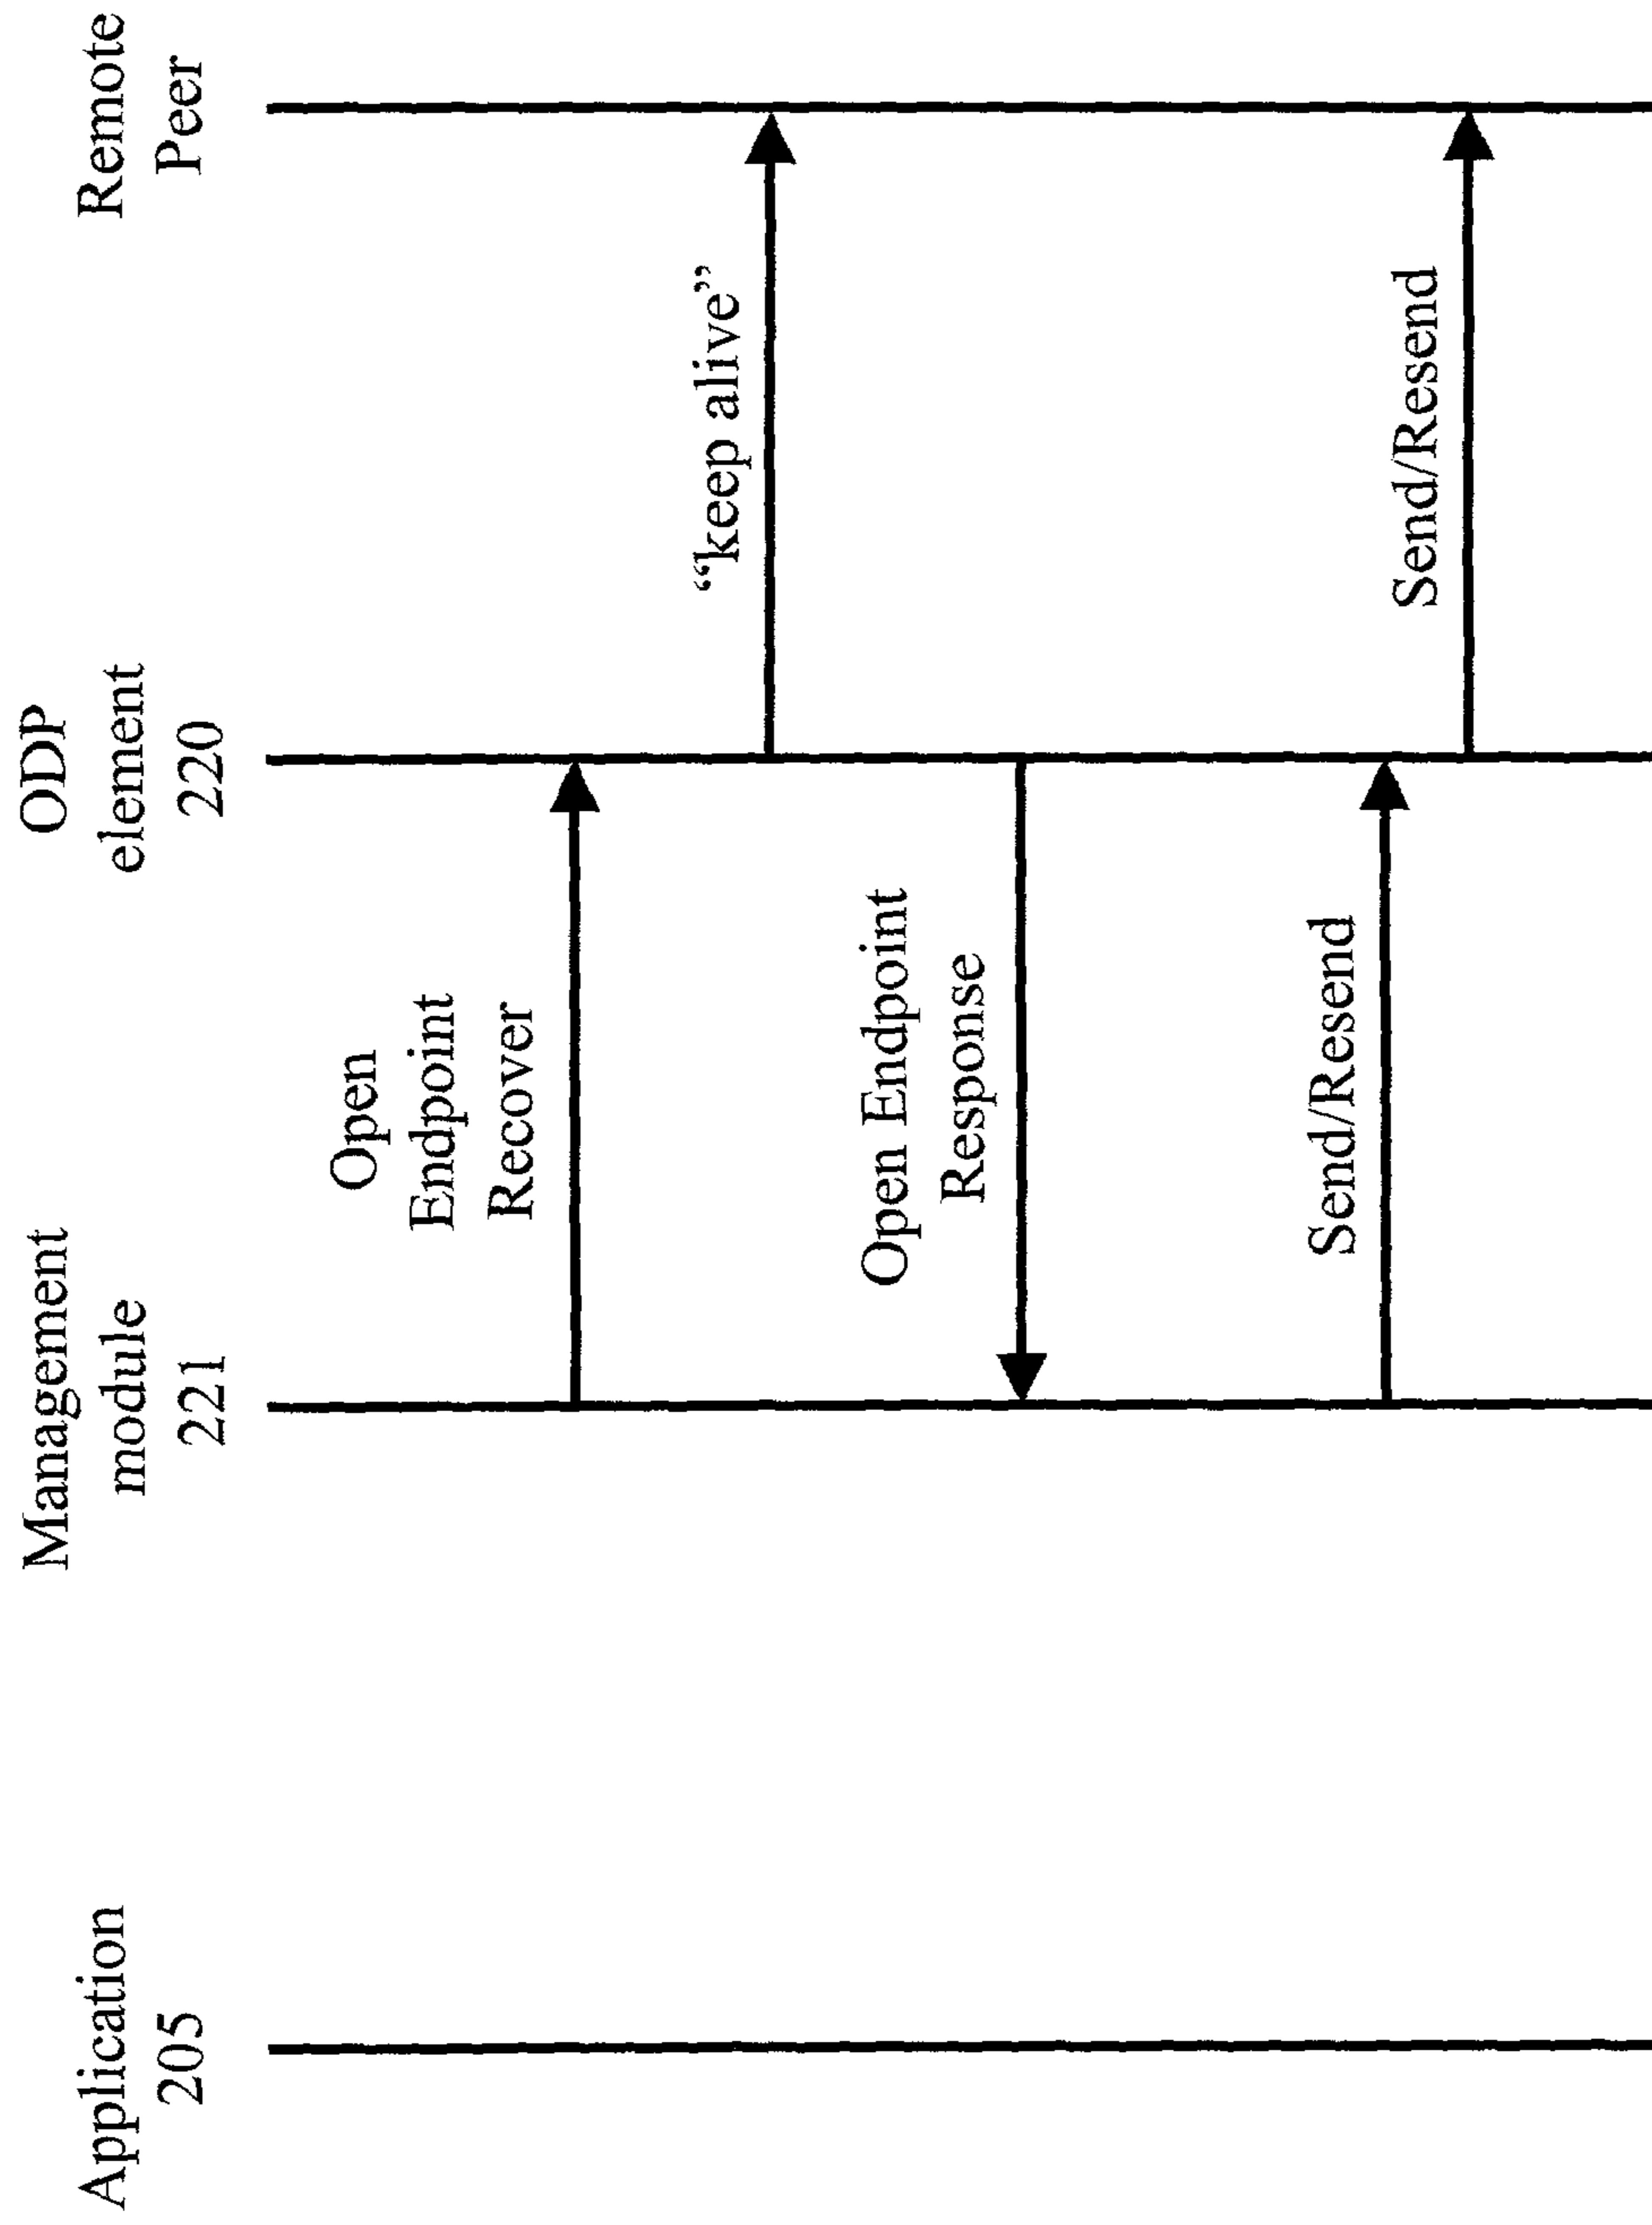 Application
205
Management
module
221
ODP
element
220
Remote
Peer
Open
Endpoint
Recover
“keep alive”
Open Endpoint
Response
Send/Resend
Send/Resend